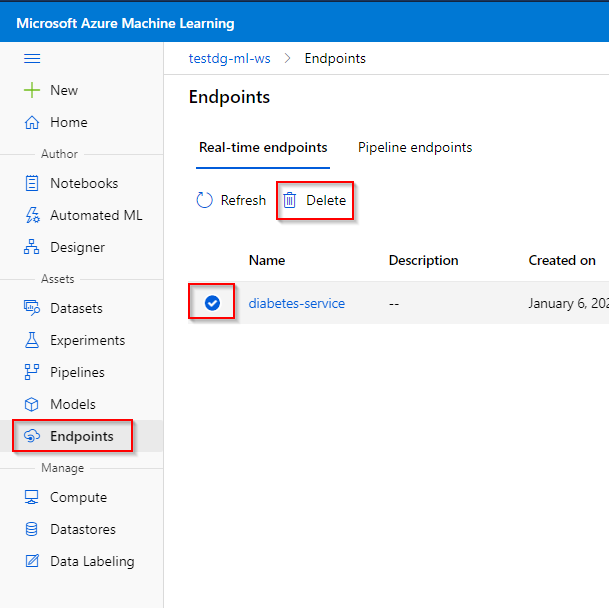 Microsoft Azure Machine Learning
New
Home
Author
Notebooks
Automated ML
Designer
Assets
Datasets
Experiments
Pipelines
Models
Endpoints
Manage
Compute
Datastores
Data Labeling
testdg-ml-ws > Endpoints
Endpoints
Real-time endpoints Pipeline endpoints
Refresh Delete
Name Description Created on
diabetes-service -- January 6,